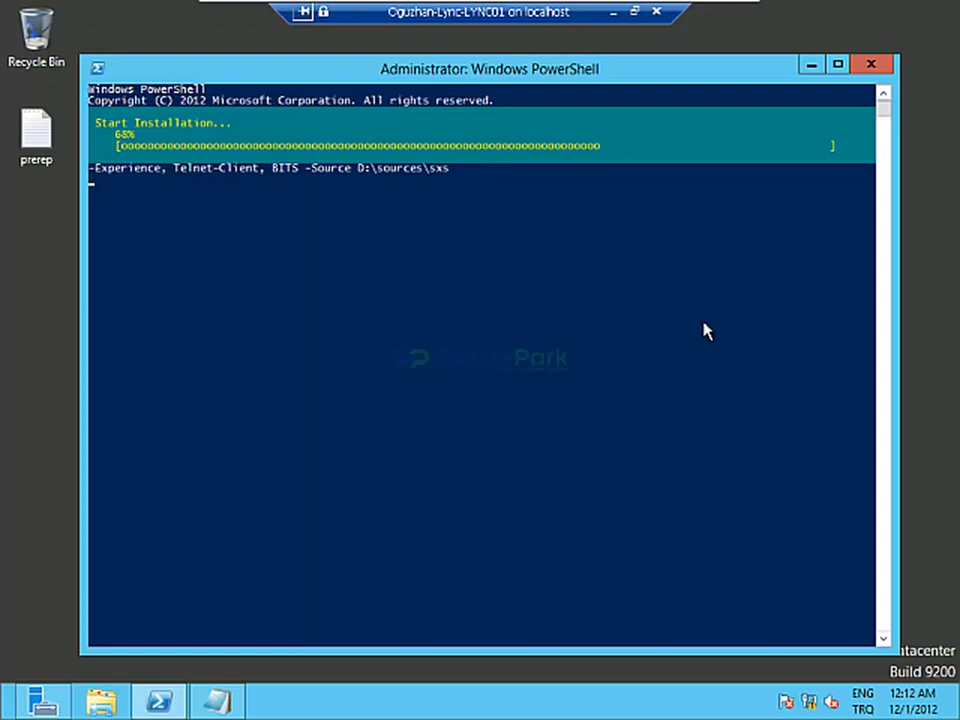 Oguzhan-Lync-LYNC01 on localhost
Recycle Bin
prerep
Administrator: Windows PowerShell
Windows PowerShell
Copyright (C) 2012 Microsoft Corporation. All rights reserved.
Start Installation...
68%
[oooooooooooooooooooooooooooooooooooooooooooooooooooooooooooooooooooooooooo ]
-Experience, Telnet-Client, BITS -Source D:\sources\sxs
Park
Build 9200
ENG
12:12 AM
TRQ
12/1/2012